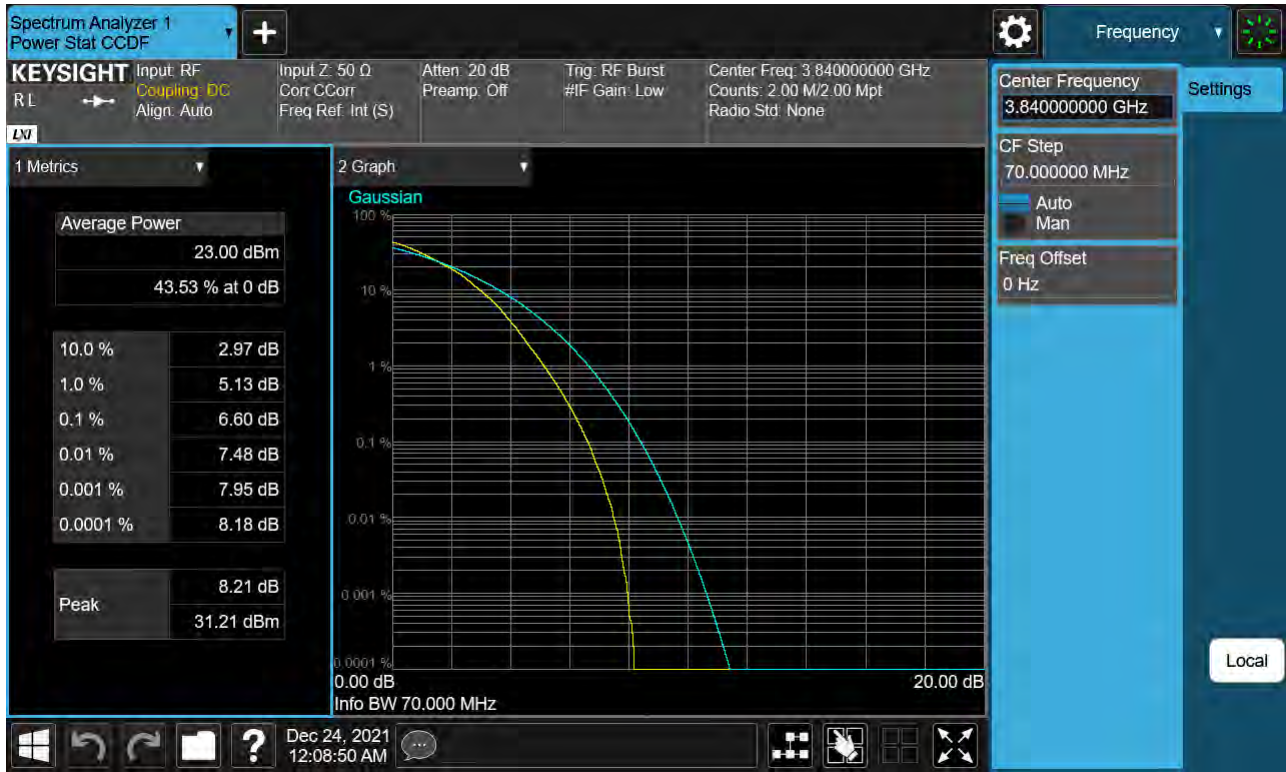 Spectrum Analyzer 1
Power Stat CCDF
Frequency
KEYSIGHT
RL
LXI
Input: RF
Coupling: DC
Align: Auto
Input Z: 50 Ω
Corr CCorr
Freq Ref: Int (S)
Atten: 20 dB
Preamp: Off
Trig: RF Burst
#IF Gain: Low
Center Freq: 3.840000000 GHz
Counts: 2.00 M/2.00 Mpt
Radio Std: None
Center Frequency
3.840000000 GHz
Settings
CF Step
70.000000 MHz
Auto
Man
Freq Offset
0 Hz
Local
1 Metrics
Average Power
23.00 dBm
43.53 % at 0 dB
10.0 % 2.97 dB
1.0 % 5.13 dB
0.1 % 6.60 dB
0.01 % 7.48 dB
0.001 % 7.95 dB
0.0001 % 8.18 dB
Peak
8.21 dB
31.21 dBm
2 Graph
Gaussian
100 %
10 %
1 %
0.1 %
0.01 %
0.001 %
0.0001 %
0.00 dB
20.00 dB
Info BW 70.000 MHz
?
Dec 24, 2021
12:08:50 AM